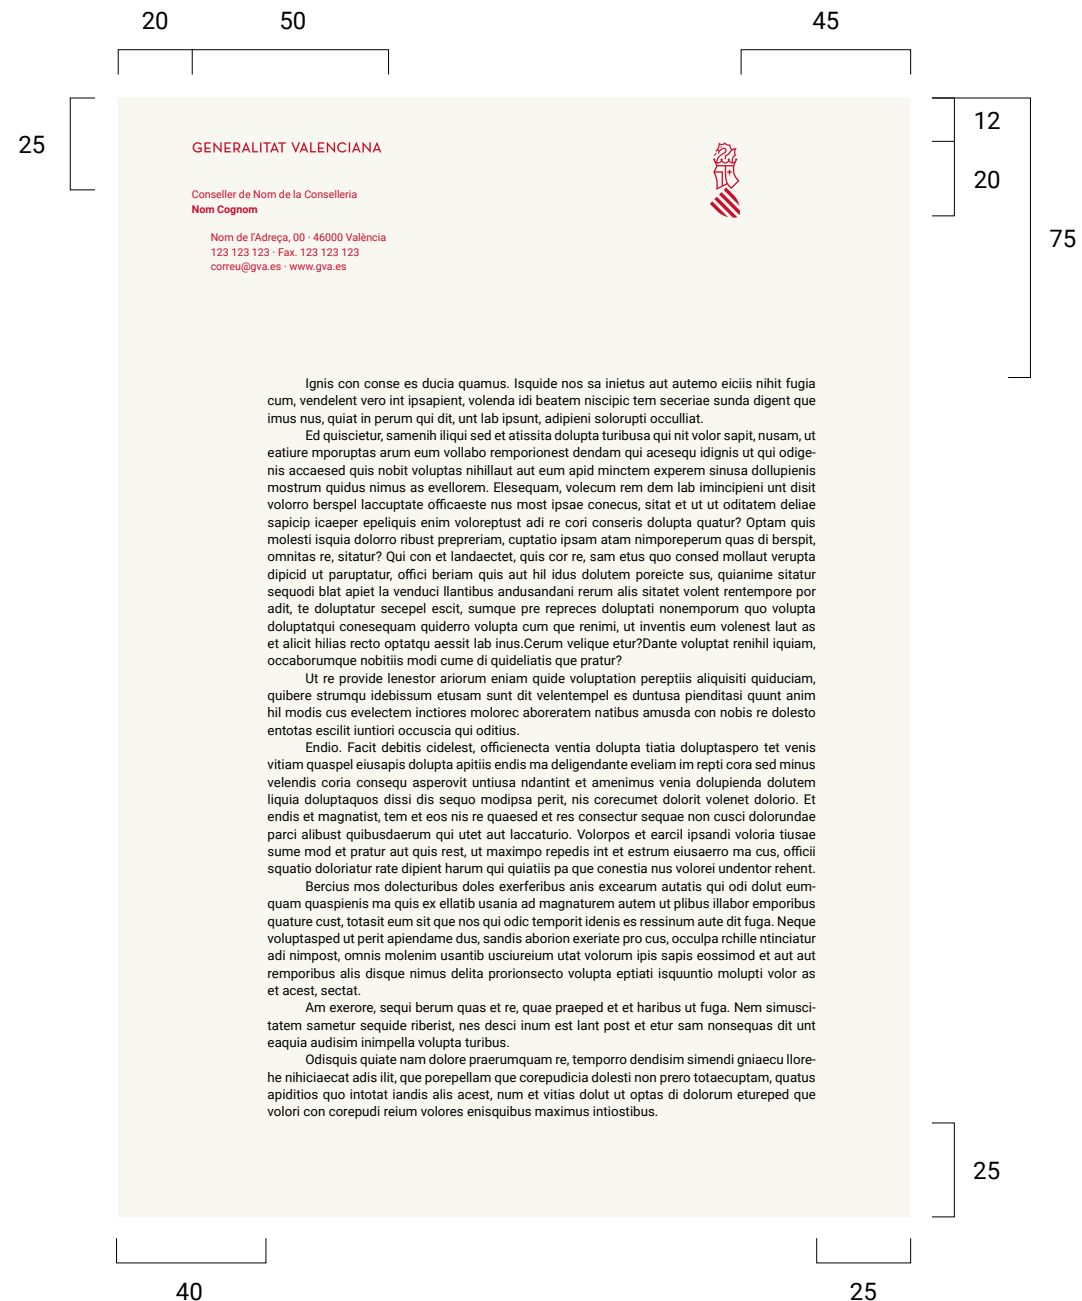 20 50 45
25
12
20
75
GENERALITAT VALENCIANA
Conseller de Nom de la Conselleria
Nom Cognom
Nom de l'Adreça, 00 · 46000 València
123 123 123 · Fax. 123 123 123
correu@gva.es · www.gva.es
Ignis con conse es ducia quamus. Isquide nos sa inietus aut autemo eiciis nihit fugia
cum, vendelent vero int ipsapient, volenda idi beatem niscipic tem seceriae sunda digent que
imus nus, quiat in perum qui dit, unt lab ipsunt, adipieni solorupti occulliat.
Ed quiscietur, samenih iliqui sed et atissita dolupta turibusa qui nit volor sapit, nusam, ut
eatiure mporuptas arum eum vollabo remporionest dendam qui acesequ idignis ut qui odige-
nis accaesed quis nobit voluptas nihillaut aut eum apid minctem experem sinusa dollupienis
mostrum quidus nimus as evellorem. Elesequam, volecum rem dem lab imincipieni unt disit
volorro berspel laccuptate officaeste nus most ipsae conecus, sitat et ut ut oditatem deliae
sapicip icaeper epeliquis enim voloreptust adi re cori conseris dolupta quatur? Optam quis
molesti isquia dolorro ribust prepreriam, cuptatio ipsam atam nimporeperum quas di berspit,
omnitas re, sitatur? Qui con et landaectet, quis cor re, sam etus quo consed mollaut verupta
dipicid ut paruptatur, offici beriam quis aut hil idus dolutem poreicte sus, quianime sitatur
sequodi blat apiet la venduci llantibus andusandani rerum alis sitatet volent rentempore por
adit, te doluptatur secepel escit, sumque pre repreces doluptati nonemporum quo volupta
doluptatqui conesequam quiderro volupta cum que renimi, ut inventis eum volenest laut as
et alicit hilias recto optatqu aessit lab inus.Cerum velique etur?Dante voluptat renihil iquiam,
occaborumque nobitiis modi cume di quideliatis que pratur?
Ut re provide lenestor ariorum eniam quide voluptation pereptiis aliquisiti quiduciam,
quibere strumqu idebissum etusam sunt dit velentempel es duntusa pienditasi quunt anim
hil modis cus evelectem inctiores molorec aboreratem natibus amusda con nobis re dolesto
entotas escilit iuntiori occuscia qui oditius.
Endio. Facit debitis cidelest, officienecta ventia dolupta tiatia doluptaspero tet venis
vitiam quaspel eiusapis dolupta apitiis endis ma deligendante eveliam im repti cora sed minus
velendis coria consequ asperovit untiusa ndantint et amenimus venia dolupienda dolutem
liquia doluptaquos dissi dis sequo modipsa perit, nis corecumet dolorit volenet dolorio. Et
endis et magnatist, tem et eos nis re quaesed et res consectur sequae non cusci dolorundae
parci alibust quibusdaerum qui utet aut laccaturio. Volorpos et earcil ipsandi voloria tiusae
sume mod et pratur aut quis rest, ut maximpo repedis int et estrum eiusaerro ma cus, officii
squatio doloriatur rate dipient harum qui quiatiis pa que conestia nus volorei undentor rehent.
Bercius mos dolecturibus doles exerferibus anis excearum autatis qui odi dolut eum-
quam quaspienis ma quis ex ellatib usania ad magnaturem autem ut plibus illabor emporibus
quature cust, totasit eum sit que nos qui odic temporit idenis es ressinum aute dit fuga. Neque
voluptasped ut perit apiendame dus, sandis aborion exeriate pro cus, occulpa rchille ntinciatur
adi nimpost, omnis molenim usantib usciureium utat volorum ipis sapis eossimod et aut aut
remporibus alis disque nimus delita prorionsecto volupta eptiati isquuntio molupti volor as
et acest, sectat.
Am exerore, sequi berum quas et re, quae praeped et et haribus ut fuga. Nem simusci-
tatem sametur sequide riberist, nes desci inum est lant post et etur sam nonsequas dit unt
eaquia audisim inimpella volupta turibus.
Odisquis quiate nam dolore praerumquam re, temporro dendisim simendi gniaecu llore-
he nihiciaecat adis ilit, que porepellam que corepudicia dolesti non prero totaecuptam, quatus
apiditios quo intotat iandis alis acest, num et vitias dolut ut optas di dolorum etureped que
volori con corepudi reium volores enisquibus maximus intiostibus.
25
40 25